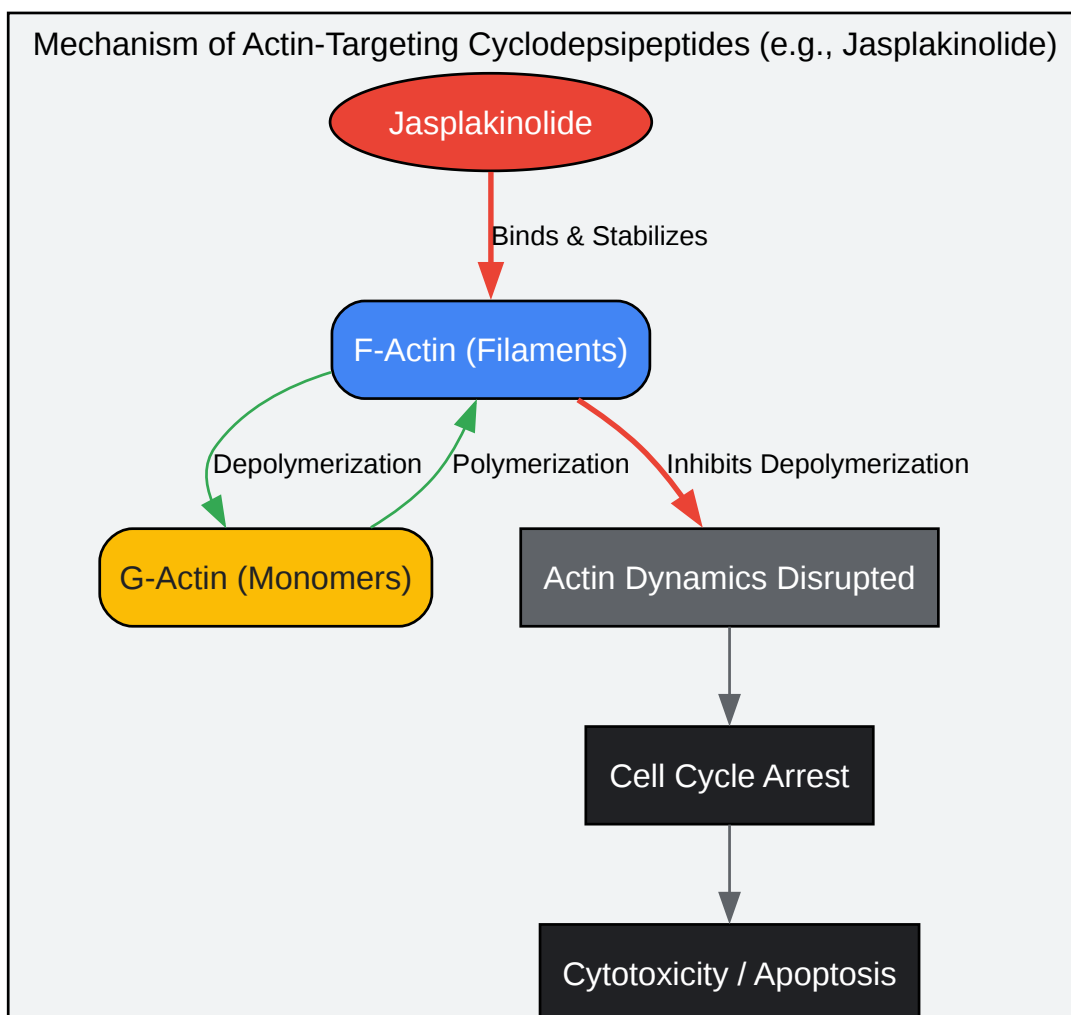 Mechanism of Actin-Targeting Cyclodepsipeptides (e.g., Jasplakinolide)
Jasplakinolide
Binds & Stabilizes
F-Actin (Filaments)
Depolymerization
Polymerization
Inhibits Depolymerization
G-Actin (Monomers)
Actin Dynamics Disrupted
Cell Cycle Arrest
Cytotoxicity / Apoptosis